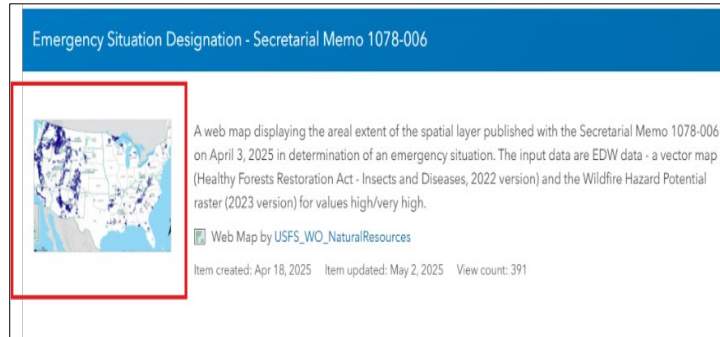 Emergency Situation Designation - Secretarial Memo 1078-006
A web map displaying the areal extent of the spatial layer published with the Secretarial Memo 1078-006
on April 3, 2025 in determination of an emergency situation. The input data are EDW data - a vector map
(Healthy Forests Restoration Act - Insects and Diseases, 2022 version) and the Wildfire Hazard Potential
raster (2023 version) for values high/very high.
Web Map by USFS_WO_NaturalResources
Item created: Apr 18, 2025 Item updated: May 2, 2025 View count: 391